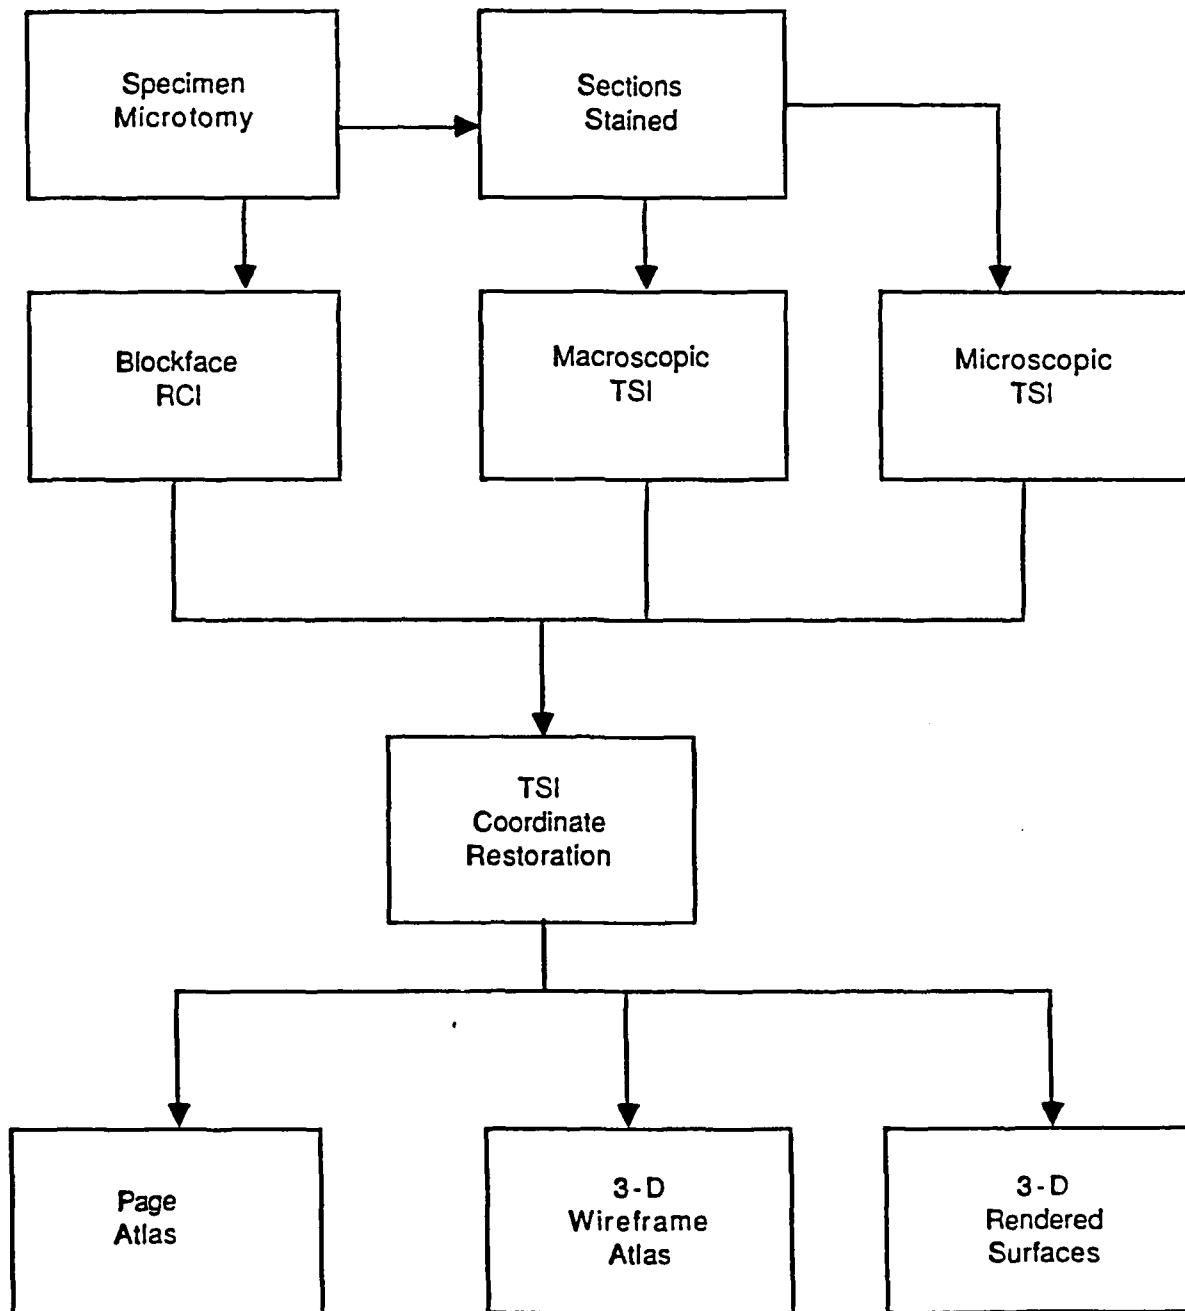 Specimen
Microtomy
Sections
Stained
Blockface
RCI
Macroscopic
TSI
Microscopic
TSI
TSI
Coordinate
Restoration
Page
Atlas
3-D
Wireframe
Atlas
3-D
Rendered
Surfaces